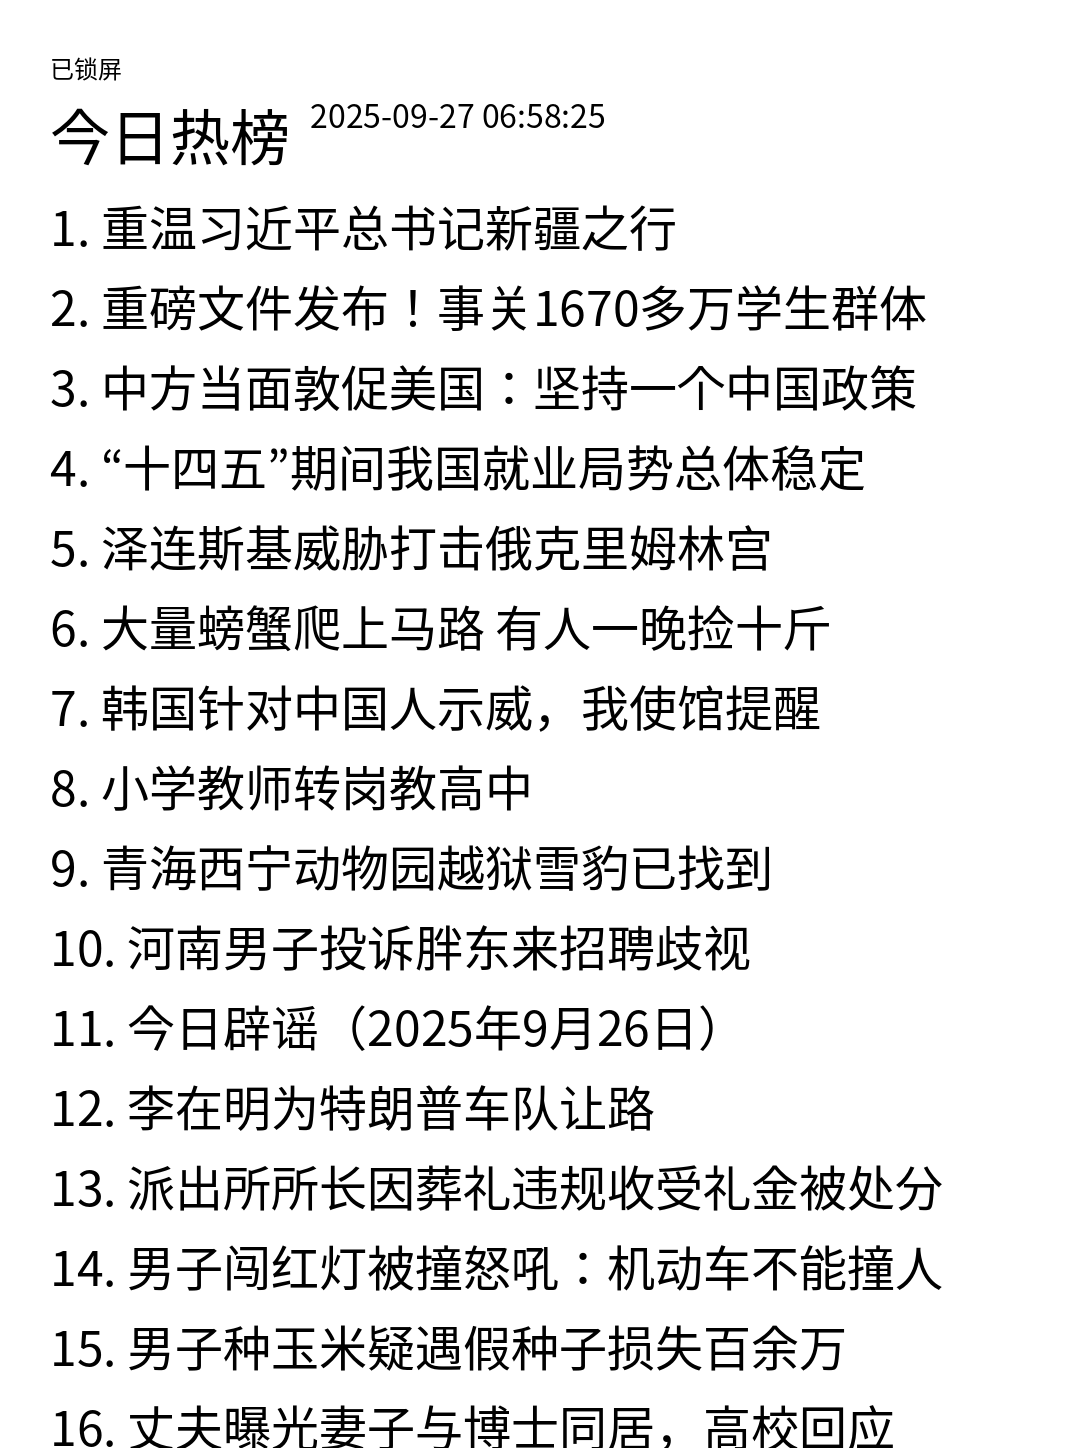 已锁屏
今日热榜 2025-09-27 06:58:25
1. 重温习近平总书记新疆之行
2. 重磅文件发布！事关1670多万学生群体
3. 中方当面敦促美国：坚持一个中国政策
4. “十四五”期间我国就业局势总体稳定
5. 泽连斯基威胁打击俄克里姆林宫
6. 大量螃蟹爬上马路 有人一晚捡十斤
7. 韩国针对中国人示威，我使馆提醒
8. 小学教师转岗教高中
9. 青海西宁动物园越狱雪豹已找到
10. 河南男子投诉胖东来招聘歧视
11. 今日辟谣（2025年9月26日）
12. 李在明为特朗普车队让路
13. 派出所所长因葬礼违规收受礼金被处分
14. 男子闯红灯被撞怒吼：机动车不能撞人
15. 男子种玉米疑遇假种子损失百余万
16. 丈夫曝光妻子与博士同居，高校回应